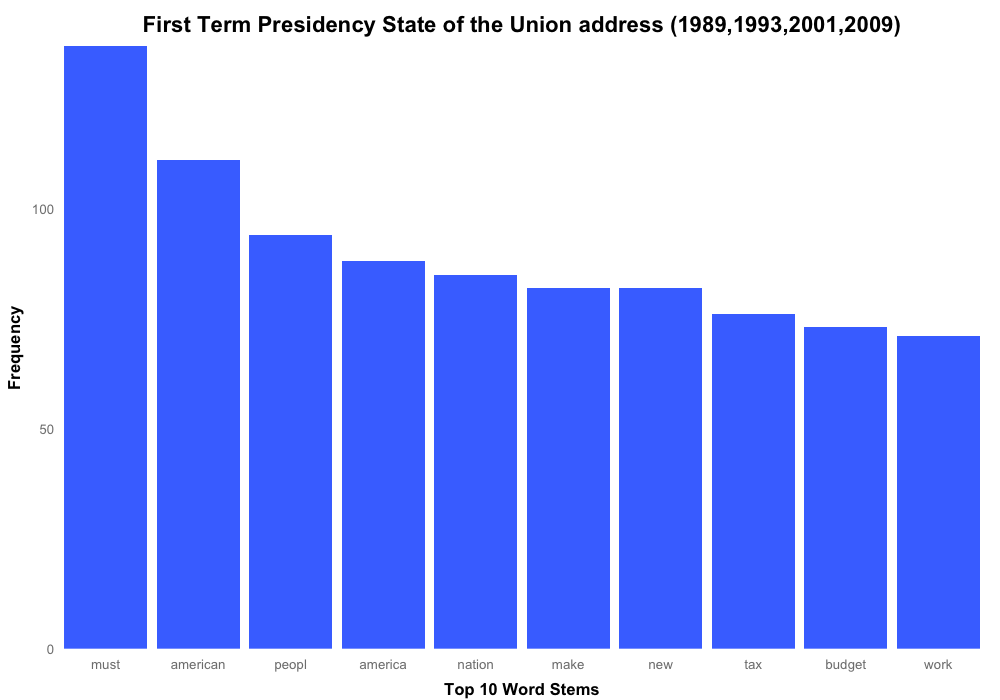 First Term Presidency State of the Union address (1989,1993,2001,2009)
Frequency
100
50
0
must american peopl america nation make new tax budget work
Top 10 Word Stems